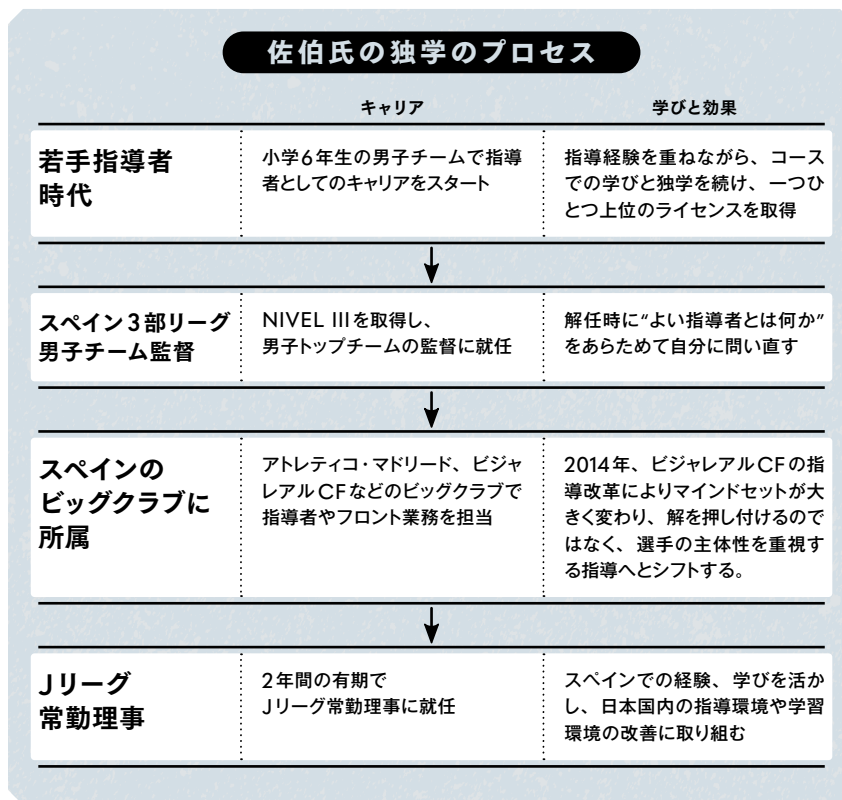 佐伯氏の独学のプロセス
キャリア
学びと効果
若手指導者
時代
小学6年生の男子チームで指導
者としてのキャリアをスタート
指導経験を重ねながら、コース
での学びと独学を続け、一つひ
とつ上位のライセンスを取得
スペイン3部リーグ
男子チーム監督
NIVEL IIIを取得し、
男子トップチームの監督に就任
解任時に“よい指導者とは何か”
をあらためて自分に問い直す
スペインの
ビッグクラブに
所属
アトレティコ・マドリード、ビジャ
レアルCFなどのビッグクラブで
指導者やフロント業務を担当
2014年、ビジャレアルCFの指
導改革によりマインドセットが大
きく変わり、解を押し付けるので
はなく、選手の主体性を重視す
る指導へとシフトする。
Jリーグ
常勤理事
2年間の有期で
Jリーグ常勤理事に就任
スペインでの経験、学びを活か
し、日本国内の指導環境や学習
環境の改善に取り組む